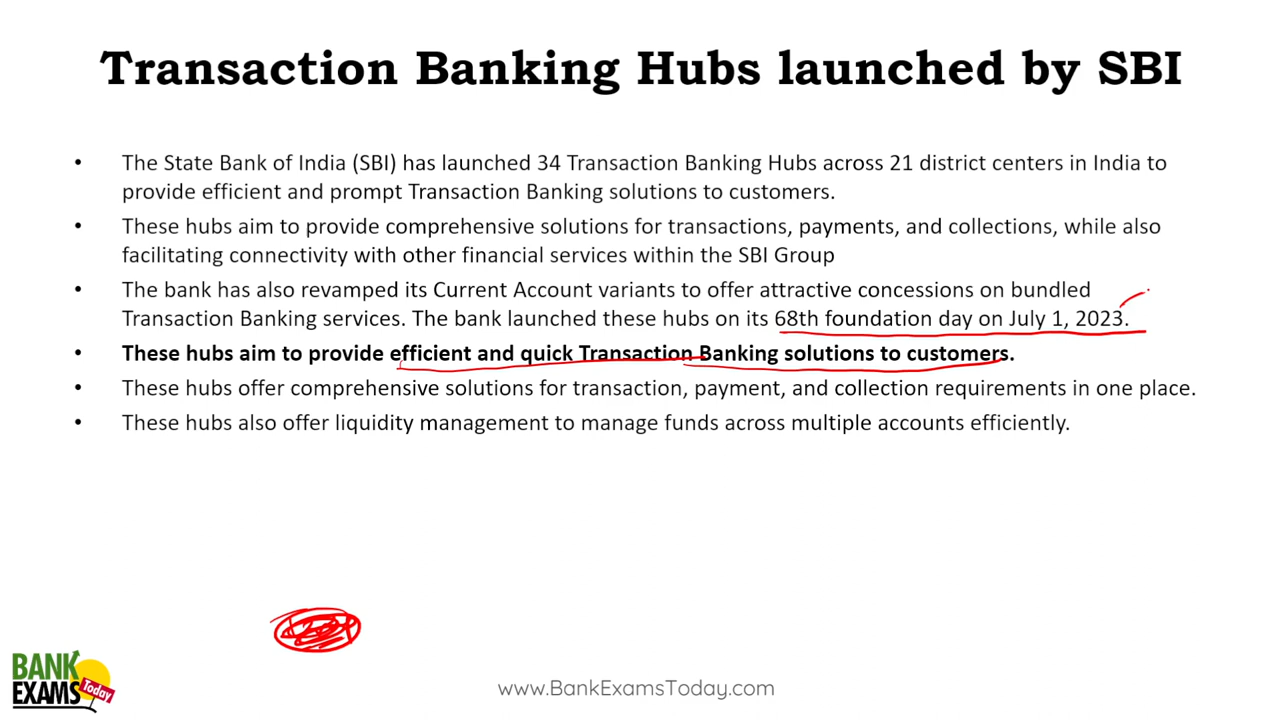 Transaction Banking Hubs launched by SBI
• The State Bank of India (SBI) has launched 34 Transaction Banking Hubs across 21 district centers in India to
provide efficient and prompt Transaction Banking solutions to customers.
• These hubs aim to provide comprehensive solutions for transactions, payments, and collections, while also
facilitating connectivity with other financial services within the SBI Group
• The bank has also revamped its Current Account variants to offer attractive concessions on bundled
Transaction Banking services. The bank launched these hubs on its 68th foundation day on July 1, 2023.
• These hubs aim to provide efficient and quick Transaction Banking solutions to customers.
• These hubs offer comprehensive solutions for transaction, payment, and collection requirements in one place.
• These hubs also offer liquidity management to manage funds across multiple accounts efficiently.
BANK
EXAMS
Today
www.BankExamsToday.com